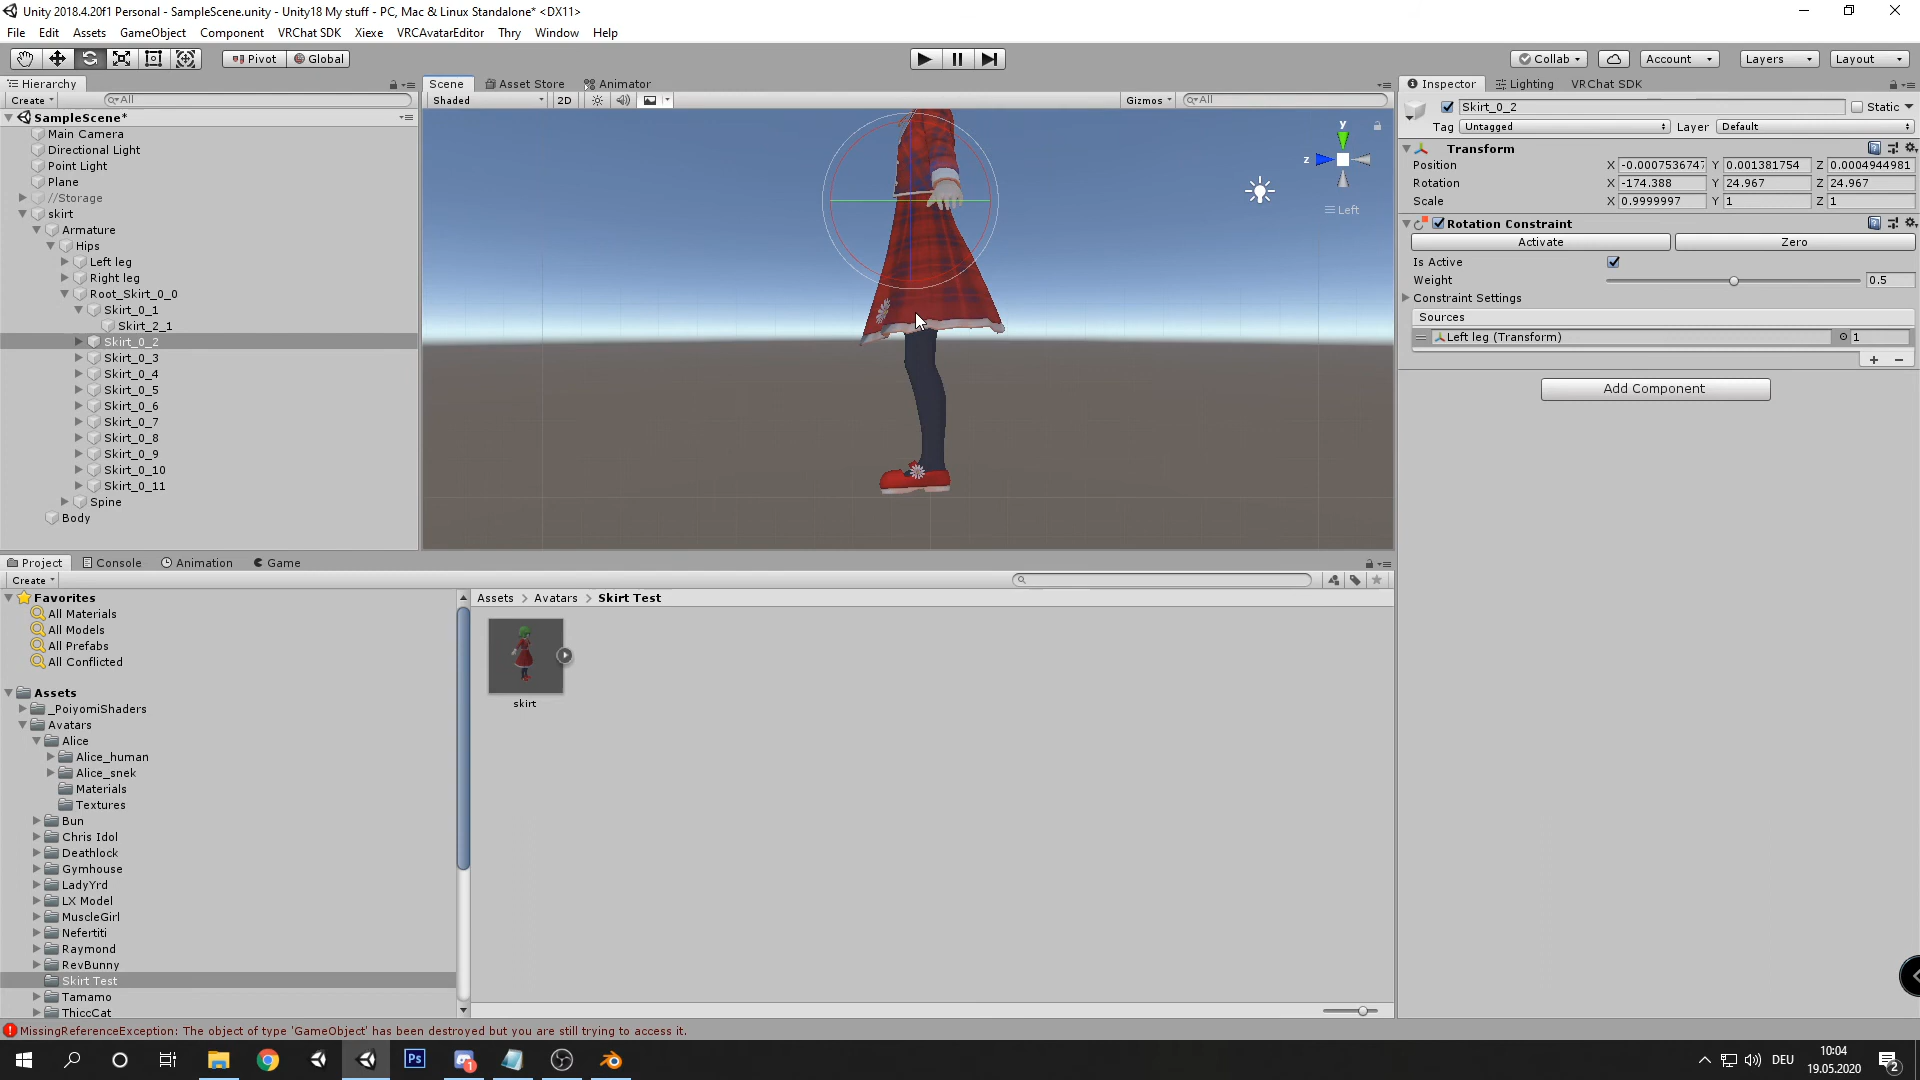 Unity 2018.4.20f1 Personal - SampleScene.unity - Unity18 My stuff - PC, Mac & Linux Standalone* <DX11>
File Edit Assets GameObject Component VRChat SDK Xiexe VRCAvatarEditor Thry Window Help
Pivot Global Collab Account Layers Layout
Hierarchy Scene Asset Store Animator Inspector Lighting VRChat SDK
Create All Shaded 2D Gizmos All
Skirt_0_2 Static
SampleScene*
Tag Untagged Layer Default
Main Camera
Directional Light
Point Light
Plane
//Storage
skirt
Armature
Hips
Left leg
Right leg
Root_Skirt_0_0
Skirt_0_1
Skirt_2_1
Skirt_0_2
Skirt_0_3
Skirt_0_4
Skirt_0_5
Skirt_0_6
Skirt_0_7
Skirt_0_8
Skirt_0_9
Skirt_0_10
Skirt_0_11
Spine
Body
y
z
Left
Transform
Position X -0.0007536747 Y 0.001381754 Z 0.0004944981
Rotation X -174.388 Y 24.967 Z 24.967
Scale X 0.9999997 Y 1 Z 1
Rotation Constraint
Activate Zero
Is Active
Weight 0.5
Constraint Settings
Sources
Left leg (Transform) 1
Add Component
Project Console Animation Game
Create
Favorites
All Materials
All Models
All Prefabs
All Conflicted
Assets
_PoiyomiShaders
Avatars
Alice
Alice_human
Alice_snek
Materials
Textures
Bun
Chris Idol
Deathlock
Gymhouse
LadyYrd
LX Model
MuscleGirl
Nefertiti
Raymond
RevBunny
Skirt Test
Tamamo
ThiccCat
Assets > Avatars > Skirt Test
skirt
MissingReferenceException: The object of type 'GameObject' has been destroyed but you are still trying to access it.
Ps
1
DEU
10:04
19.05.2020
2